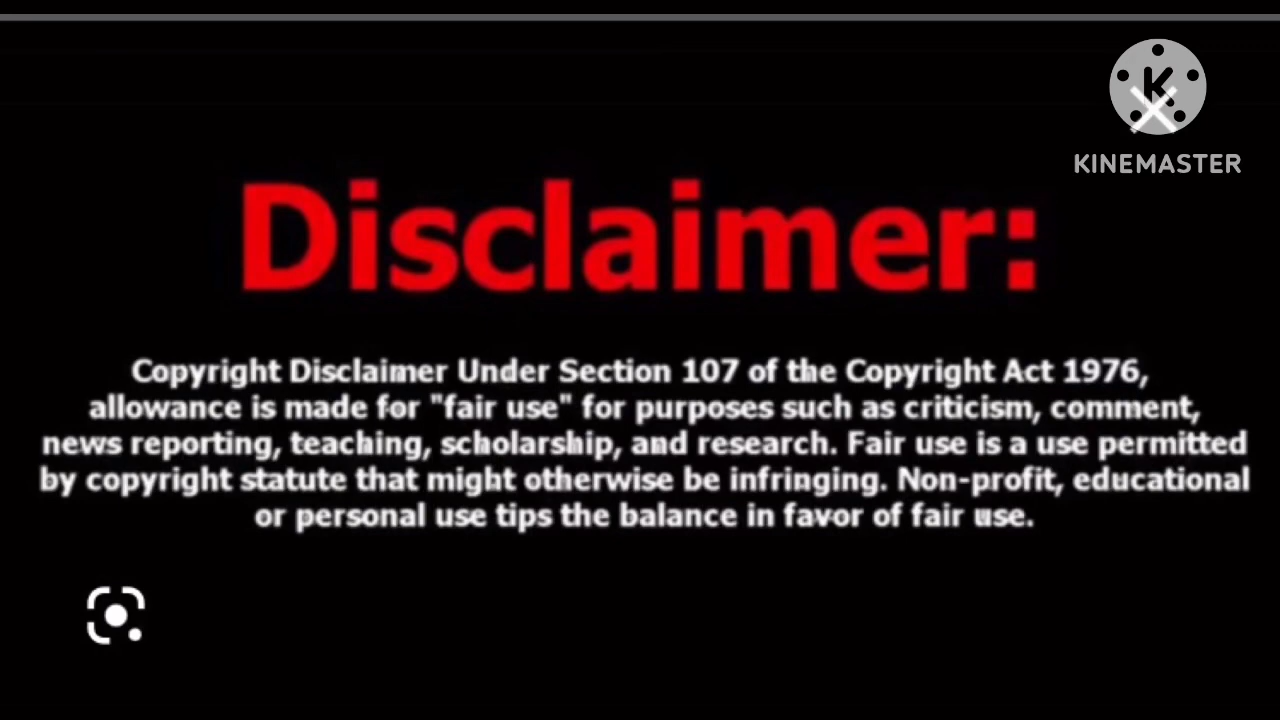 KINEMASTER
Disclaimer:
Copyright Disclaimer Under Section 107 of the Copyright Act 1976,
allowance is made for "fair use" for purposes such as criticism, comment,
news reporting, teaching, scholarship, and research. Fair use is a use permitted
by copyright statute that might otherwise be infringing. Non-profit, educational
or personal use tips the balance in favor of fair use.